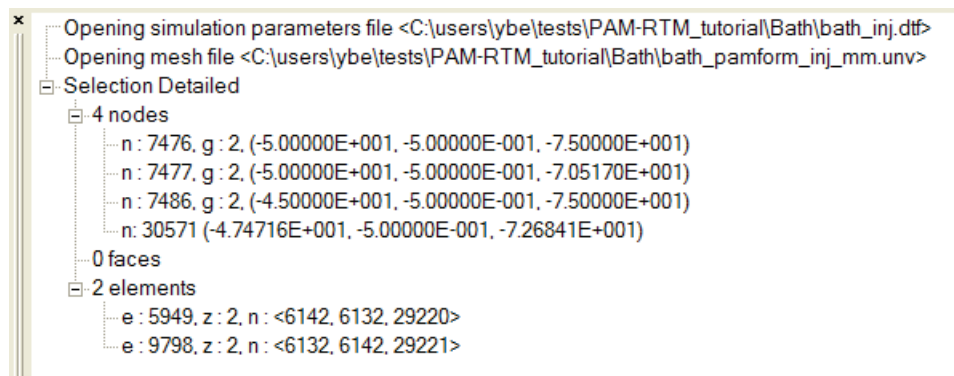 Opening simulation parameters file <C:\users\ybe\tests\PAM-RTM_tutorial\Bath\bath_inj.dtf>
Opening mesh file <C:\users\ybe\tests\PAM-RTM_tutorial\Bath\bath_pamform_inj_mm.unv>
Selection Detailed
4 nodes
n : 7476, g : 2, (-5.00000E+001, -5.00000E-001, -7.50000E+001)
n : 7477, g : 2, (-5.00000E+001, -5.00000E-001, -7.05170E+001)
n : 7486, g : 2, (-4.50000E+001, -5.00000E-001, -7.50000E+001)
n: 30571 (-4.74716E+001, -5.00000E-001, -7.26841E+001)
0 faces
2 elements
e : 5949, z : 2, n : <6142, 6132, 29220>
e : 9798, z : 2, n : <6132, 6142, 29221>